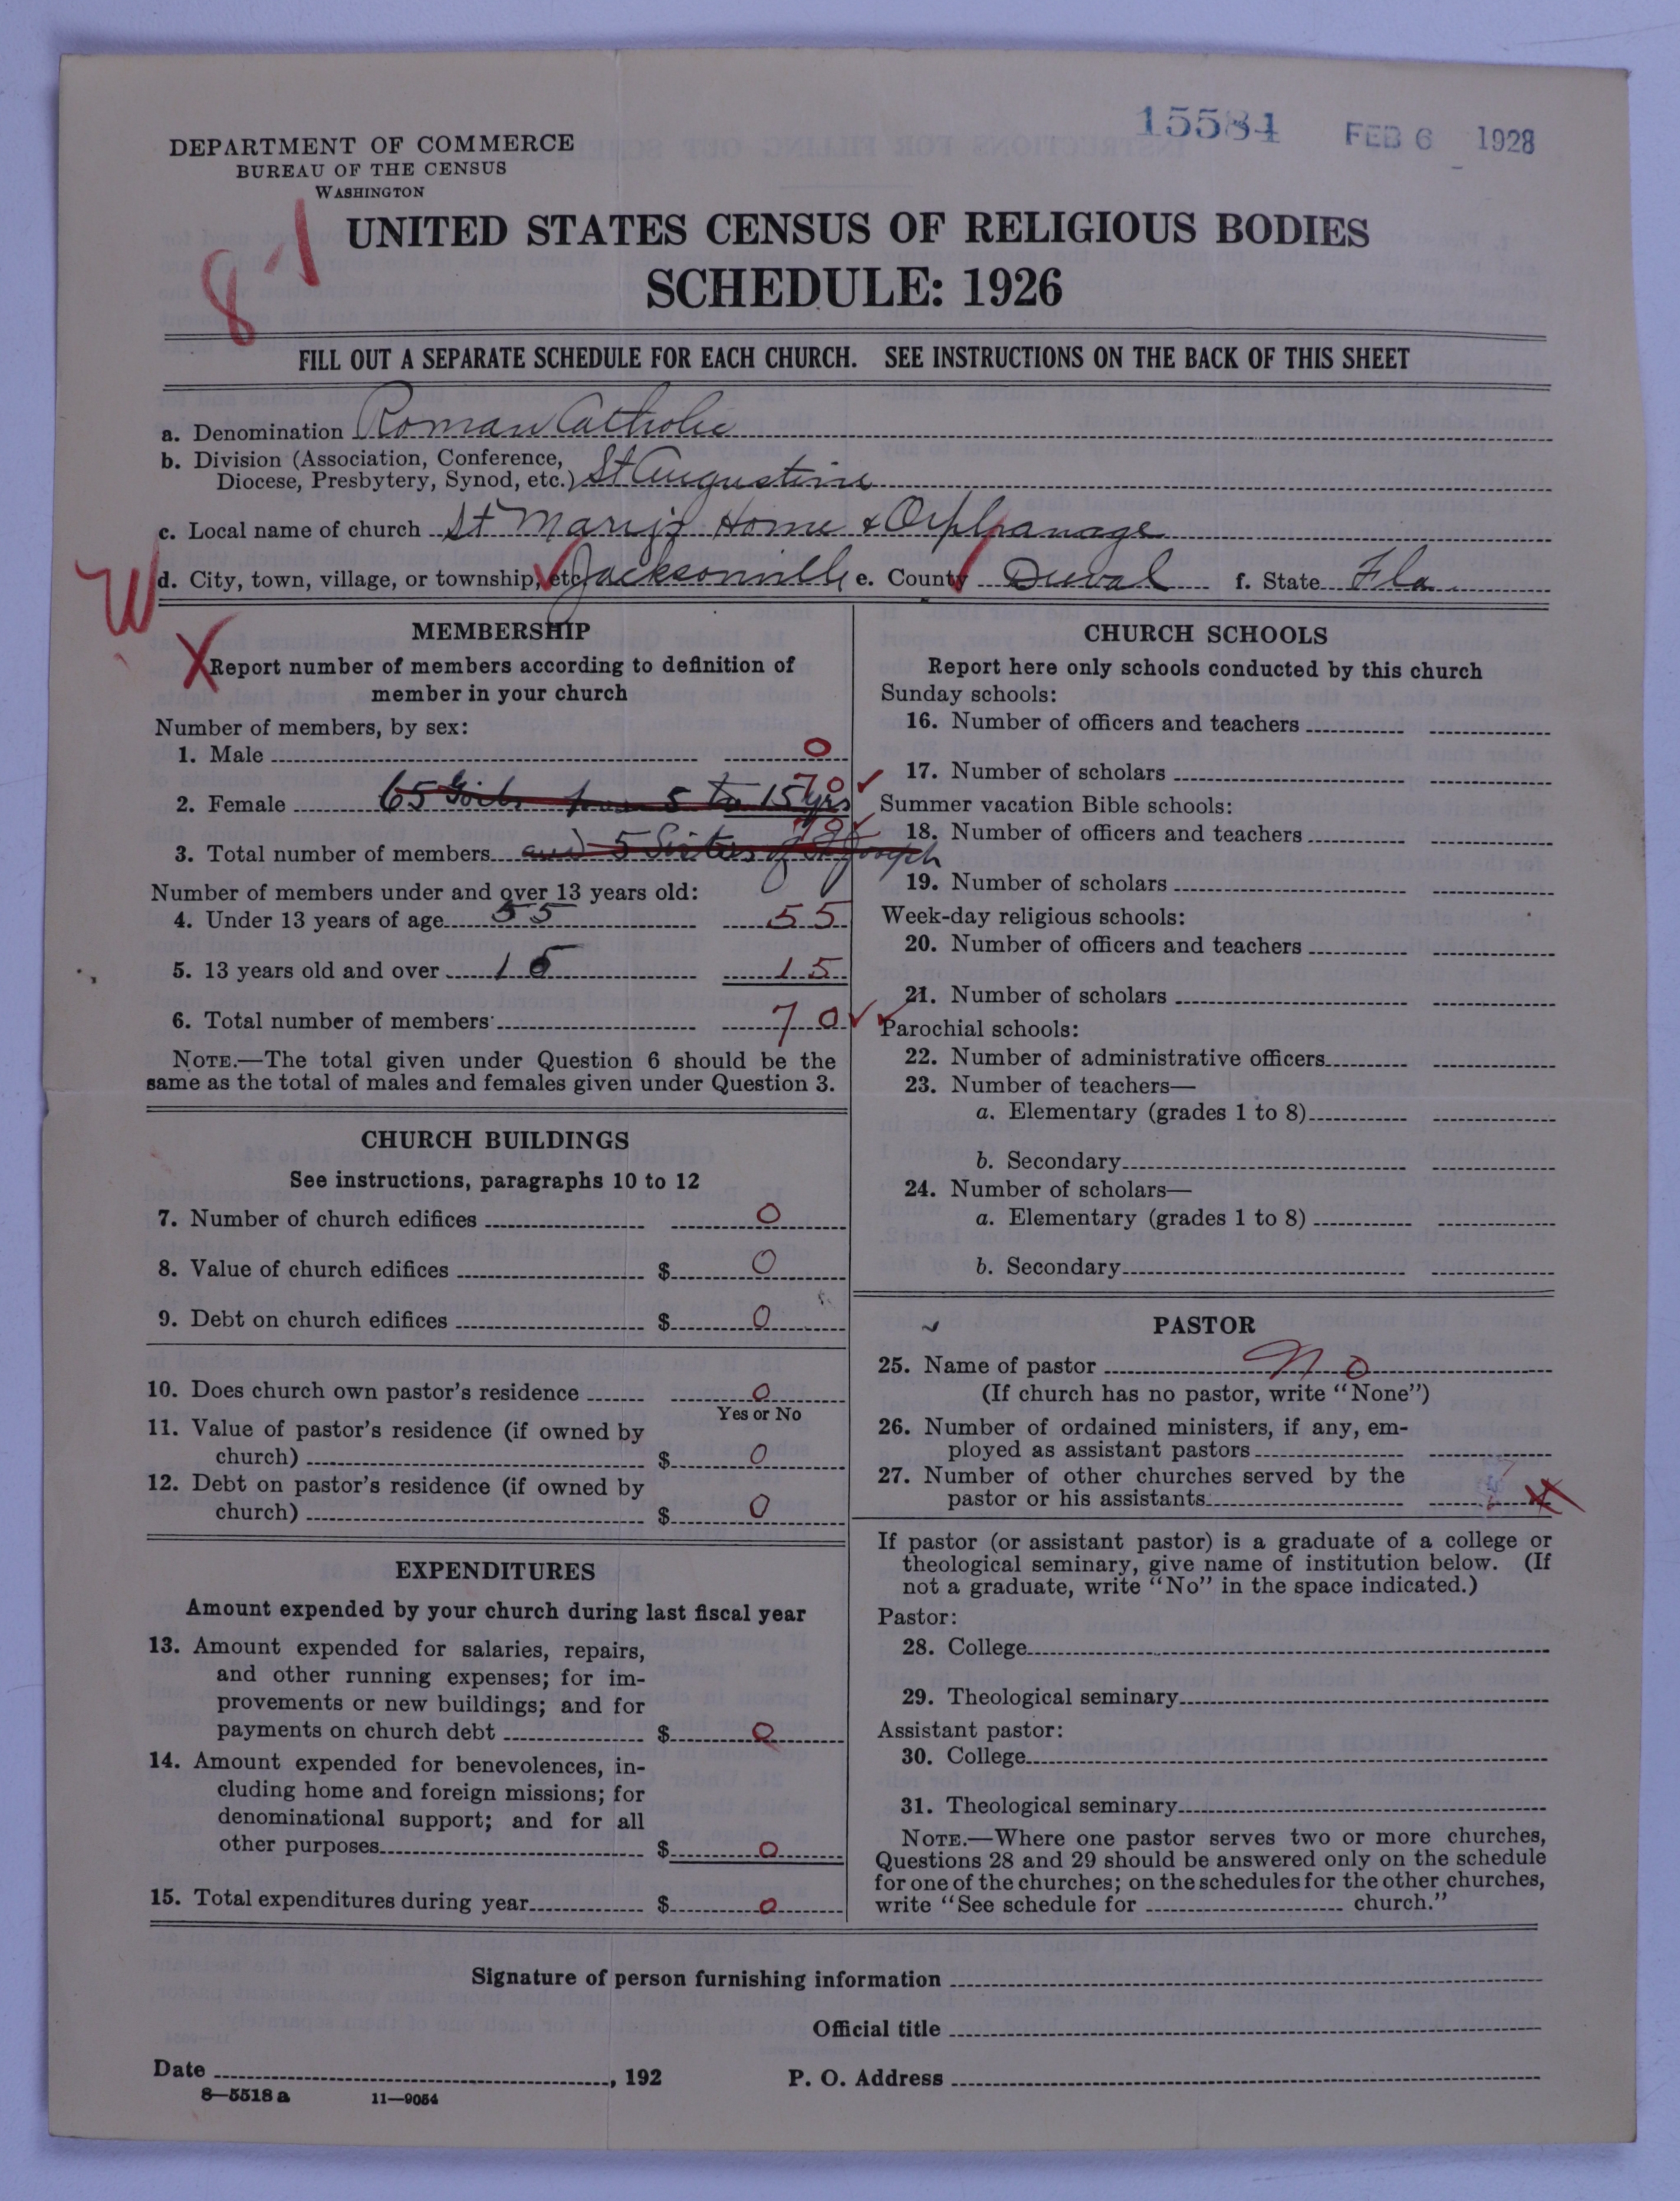 15584 FEB 6 1928
DEPARTMENT OF COMMERCE
BUREAU OF THE CENSUS
WASHINGTON
81
UNITED STATES CENSUS OF RELIGIOUS BODIES
SCHEDULE: 1926
FILL OUT A SEPARATE SCHEDULE FOR EACH CHURCH. SEE INSTRUCTIONS ON THE BACK OF THIS SHEET
a. Denomination Roman Catholic
b. Division (Association, Conference,
Diocese, Presbytery, Synod, etc.) St Augustine
c. Local name of church St Mary's Home & Orphanage
W d. City, town, village, or township, etc. Jacksonville e. County Duval f. State Fla
MEMBERSHIP
X Report number of members according to definition of
member in your church
Number of members, by sex:
1. Male 0
2. Female 65 Girls from 5 to 15 yrs 70
3. Total number of members and 5 Sisters of St Joseph 70
Number of members under and over 13 years old:
4. Under 13 years of age 55 55
5. 13 years old and over 15 15
6. Total number of members 70
NOTE.—The total given under Question 6 should be the
same as the total of males and females given under Question 3.
CHURCH BUILDINGS
See instructions, paragraphs 10 to 12
7. Number of church edifices 0
8. Value of church edifices $ 0
9. Debt on church edifices $ 0
10. Does church own pastor's residence 0
Yes or No
11. Value of pastor's residence (if owned by
church) $ 0
12. Debt on pastor's residence (if owned by
church) $ 0
EXPENDITURES
Amount expended by your church during last fiscal year
13. Amount expended for salaries, repairs,
and other running expenses; for im-
provements or new buildings; and for
payments on church debt $ 0
14. Amount expended for benevolences, in-
cluding home and foreign missions; for
denominational support; and for all
other purposes $ 0
15. Total expenditures during year $ 0
CHURCH SCHOOLS
Report here only schools conducted by this church
Sunday schools:
16. Number of officers and teachers
17. Number of scholars
Summer vacation Bible schools:
18. Number of officers and teachers
19. Number of scholars
Week-day religious schools:
20. Number of officers and teachers
21. Number of scholars
Parochial schools:
22. Number of administrative officers
23. Number of teachers—
a. Elementary (grades 1 to 8)
b. Secondary
24. Number of scholars—
a. Elementary (grades 1 to 8)
b. Secondary
PASTOR
25. Name of pastor No
(If church has no pastor, write "None")
26. Number of ordained ministers, if any, em-
ployed as assistant pastors
27. Number of other churches served by the
pastor or his assistants
If pastor (or assistant pastor) is a graduate of a college or
theological seminary, give name of institution below. (If
not a graduate, write "No" in the space indicated.)
Pastor:
28. College
29. Theological seminary
Assistant pastor:
30. College
31. Theological seminary
NOTE.—Where one pastor serves two or more churches,
Questions 28 and 29 should be answered only on the schedule
for one of the churches; on the schedules for the other churches,
write "See schedule for church."
Signature of person furnishing information
Official title
Date , 192 P. O. Address
8—5518 a 11—9054